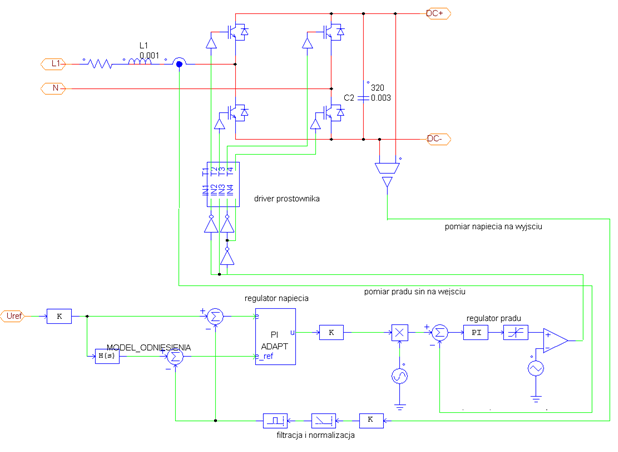 DC+
L1
0.001
L1
N
320
C2
0.003
DC-
T1
T2
T3
T4
IN1
IN2
IN3
IN4
driver prostownika
pomiar napiecia na wyjsciu
pomiar pradu sin na wejsciu
regulator napiecia
regulator pradu
Uref
K
e
PI
ADAPT
u
e_ref
K
PI
MODEL_ODNIESIENIA
H(s)
K
filtracja i normalizacja